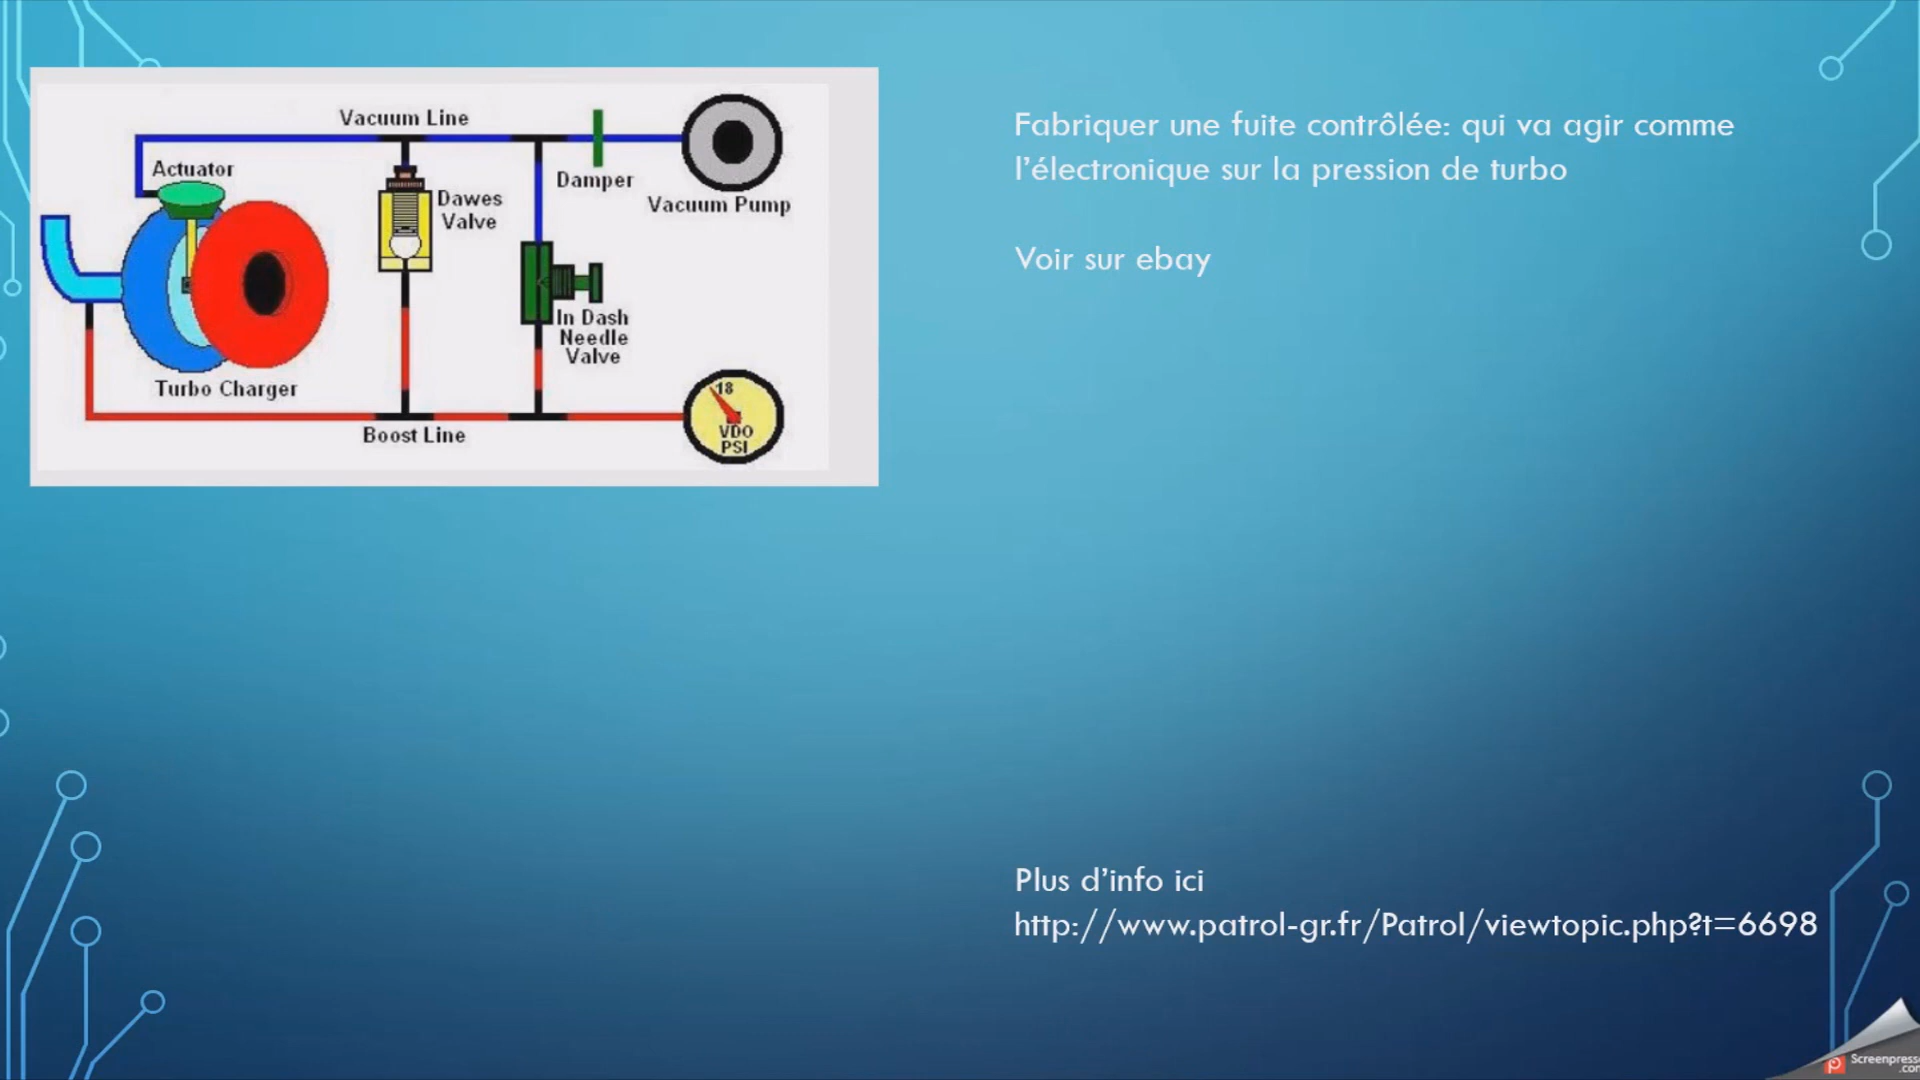 Vacuum Line
Actuator
Dawes
Valve
Damper
Vacuum Pump
In Dash
Needle
Valve
Turbo Charger
Boost Line
18
VDO
PSI
Fabriquer une fuite contrôlée: qui va agir comme
l’électronique sur la pression de turbo
Voir sur ebay
Plus d’info ici
http://www.patrol-gr.fr/Patrol/viewtopic.php?t=6698
Screenpresso
.com